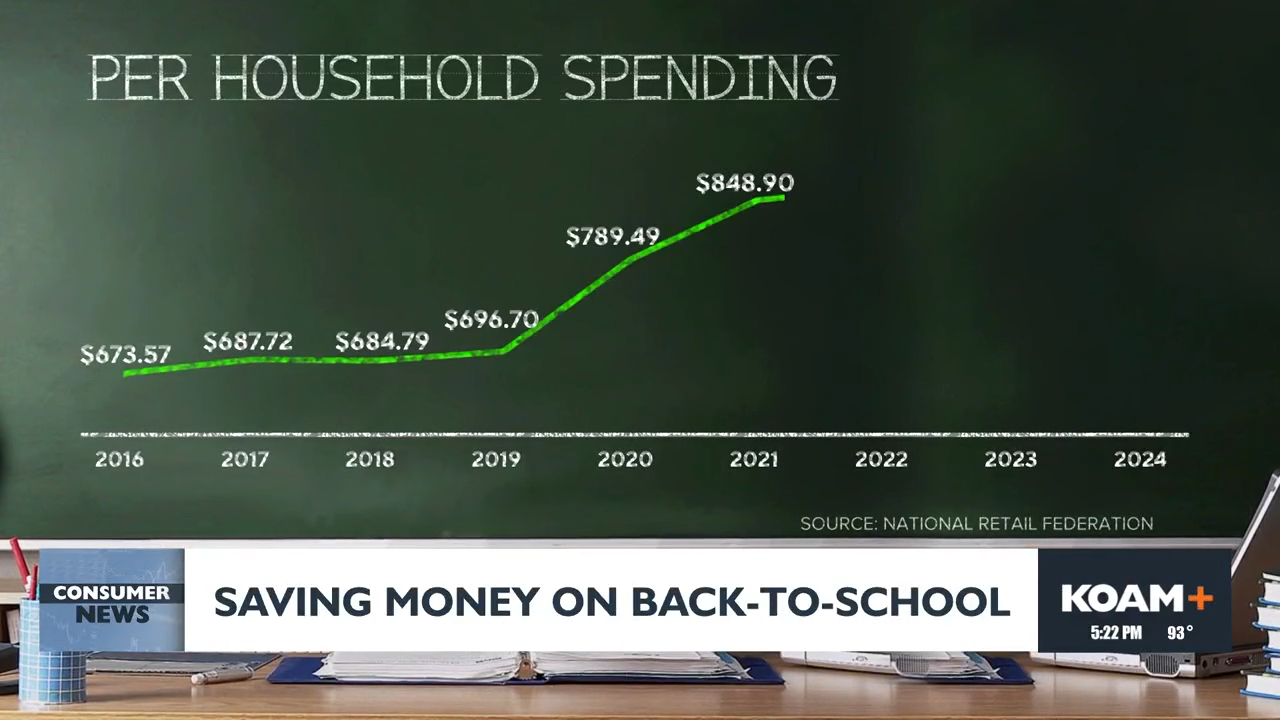 PER HOUSEHOLD SPENDING
$848.90
$789.49
$696.70
$673.57 $687.72 $684.79
2016 2017 2018 2019 2020 2021 2022 2023 2024
SOURCE: NATIONAL RETAIL FEDERATION
CONSUMER
NEWS
SAVING MONEY ON BACK-TO-SCHOOL
KOAM+
5:22 PM 93°